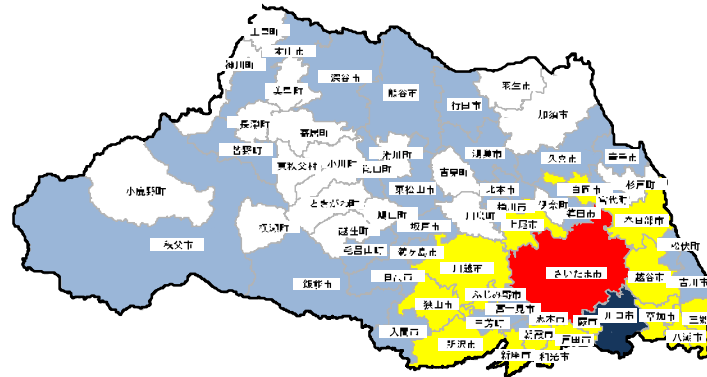 上里町
本庄市
神川町
深谷市
美里町
熊谷市
羽生市
行田市
加須市
長瀞町
寄居町
皆野町
小川町
滑川町
嵐山町
東秩父村
鴻巣市
久喜市
幸手市
小鹿野町
吉見町
東松山市
北本市
白岡市
杉戸町
宮代町
桶川市
伊奈町
ときがわ町
鳩山町
川島町
蓮田市
春日部市
横瀬町
越生町
坂戸市
上尾市
秩父市
毛呂山町
鶴ヶ島市
松伏町
日高市
川越市
さいたま市
越谷市
飯能市
吉川市
狭山市
ふじみ野市
富士見市
入間市
三芳町
志木市
蕨市
川口市
草加市
三郷
所沢市
朝霞市
戸田市
八潮市
新座市
和光市